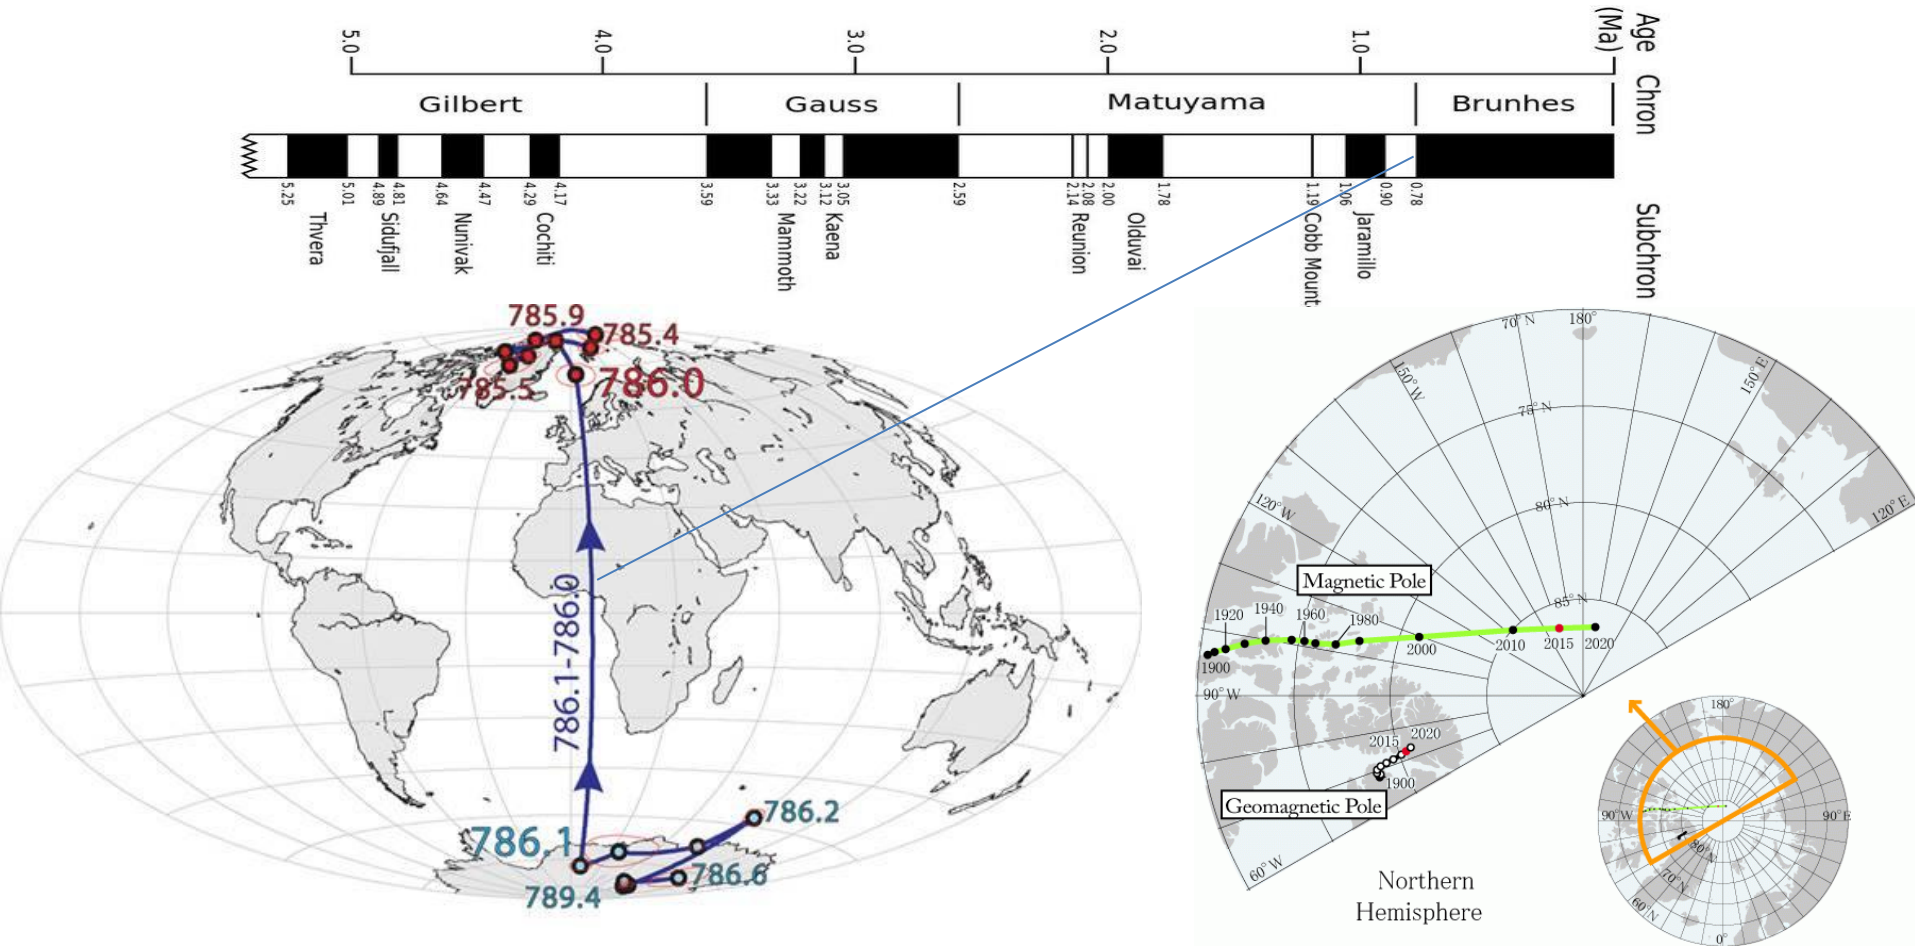 5.0
4.0
3.0
2.0
1.0
Age
(Ma)
Gilbert
Gauss
Matuyama
Brunhes
Chron
5.25
5.01
4.89
4.81
4.64
4.47
4.29
4.17
3.59
3.33
3.22
3.12
3.05
2.59
2.14
2.08
2.00
1.78
1.19
1.06
0.90
0.78
Thvera
Sidufjall
Nunivak
Cochiti
Mammoth
Kaena
Reunion
Olduvai
Cobb Mount
Jaramillo
Subchron
785.9
785.4
785.5
786.0
786.1-786.0
786.1
786.2
786.6
789.4
70°N
180°
150°W
150°E
75°N
120°W
80°N
120°E
Magnetic Pole
85°N
1920
1940
1960
1980
1900
2000
2010
2015
2020
90°W
2015
2020
1900
Geomagnetic Pole
60°W
Northern
Hemisphere
180°
90°W
90°E
80°N
70°N
60°N
0°